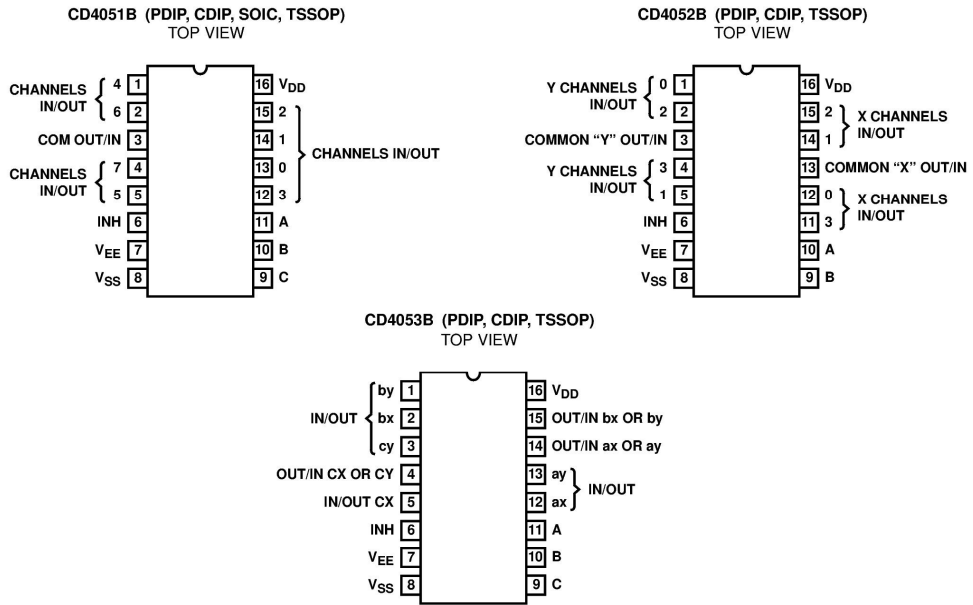 CD4051B (PDIP, CDIP, SOIC, TSSOP)
TOP VIEW
CHANNELS IN/OUT
4 1
6 2
COM OUT/IN 3
CHANNELS IN/OUT
7 4
5 5
INH 6
VEE 7
VSS 8
16 VDD
15 2
14 1
13 0
12 3
CHANNELS IN/OUT
11 A
10 B
9 C
CD4052B (PDIP, CDIP, TSSOP)
TOP VIEW
Y CHANNELS IN/OUT
0 1
2 2
COMMON “Y” OUT/IN 3
Y CHANNELS IN/OUT
3 4
1 5
INH 6
VEE 7
VSS 8
16 VDD
15 2
14 1
X CHANNELS IN/OUT
13 COMMON “X” OUT/IN
12 0
11 3
X CHANNELS IN/OUT
10 A
9 B
CD4053B (PDIP, CDIP, TSSOP)
TOP VIEW
IN/OUT
by 1
bx 2
cy 3
OUT/IN CX OR CY 4
IN/OUT CX 5
INH 6
VEE 7
VSS 8
16 VDD
15 OUT/IN bx OR by
14 OUT/IN ax OR ay
13 ay
12 ax
IN/OUT
11 A
10 B
9 C